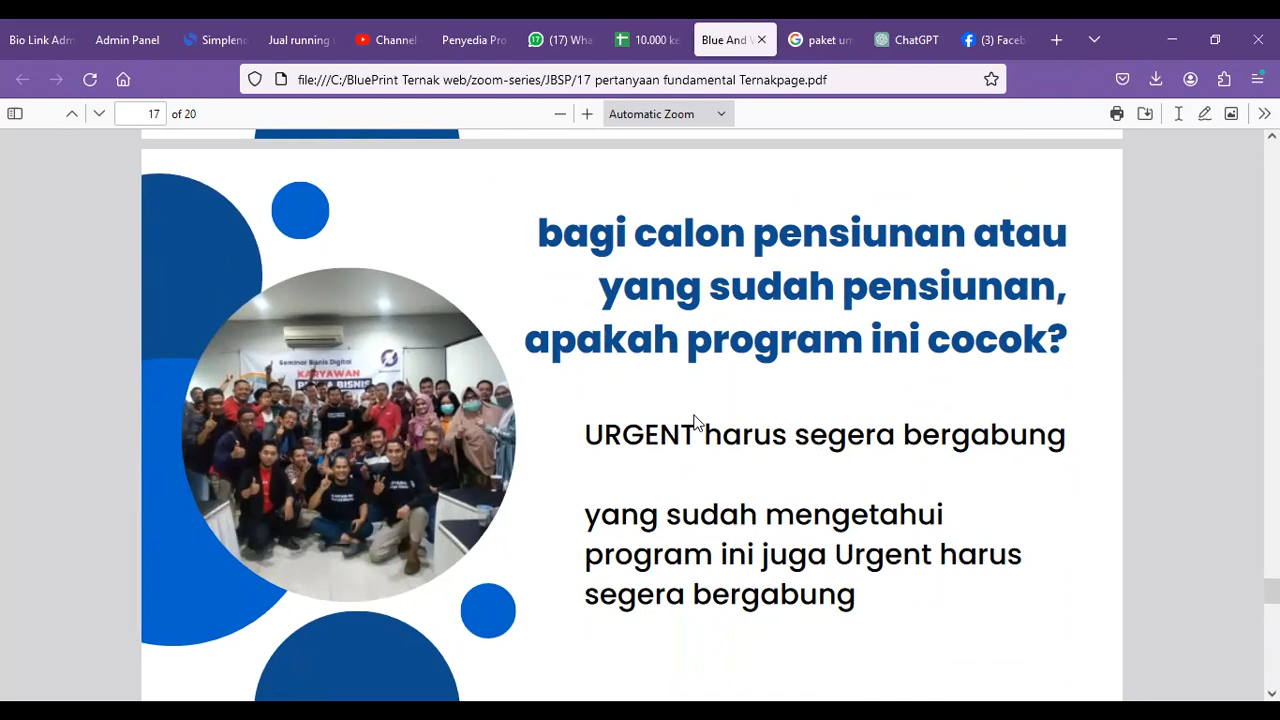 Bio Link Adm
Admin Panel
Simplend
Jual running
Channel
Penyedia Pro
(17) Wha
10.000 ke
Blue And V
paket un
ChatGPT
(3) Faceb
file:///C:/BluePrint Ternak web/zoom-series/JBSP/17 pertanyaan fundamental Ternakpage.pdf
17 of 20
Automatic Zoom
bagi calon pensiunan atau
yang sudah pensiunan,
apakah program ini cocok?
Seminar Bisnis Digital
KARYAWAN
URGENT harus segera bergabung
yang sudah mengetahui
program ini juga Urgent harus
segera bergabung